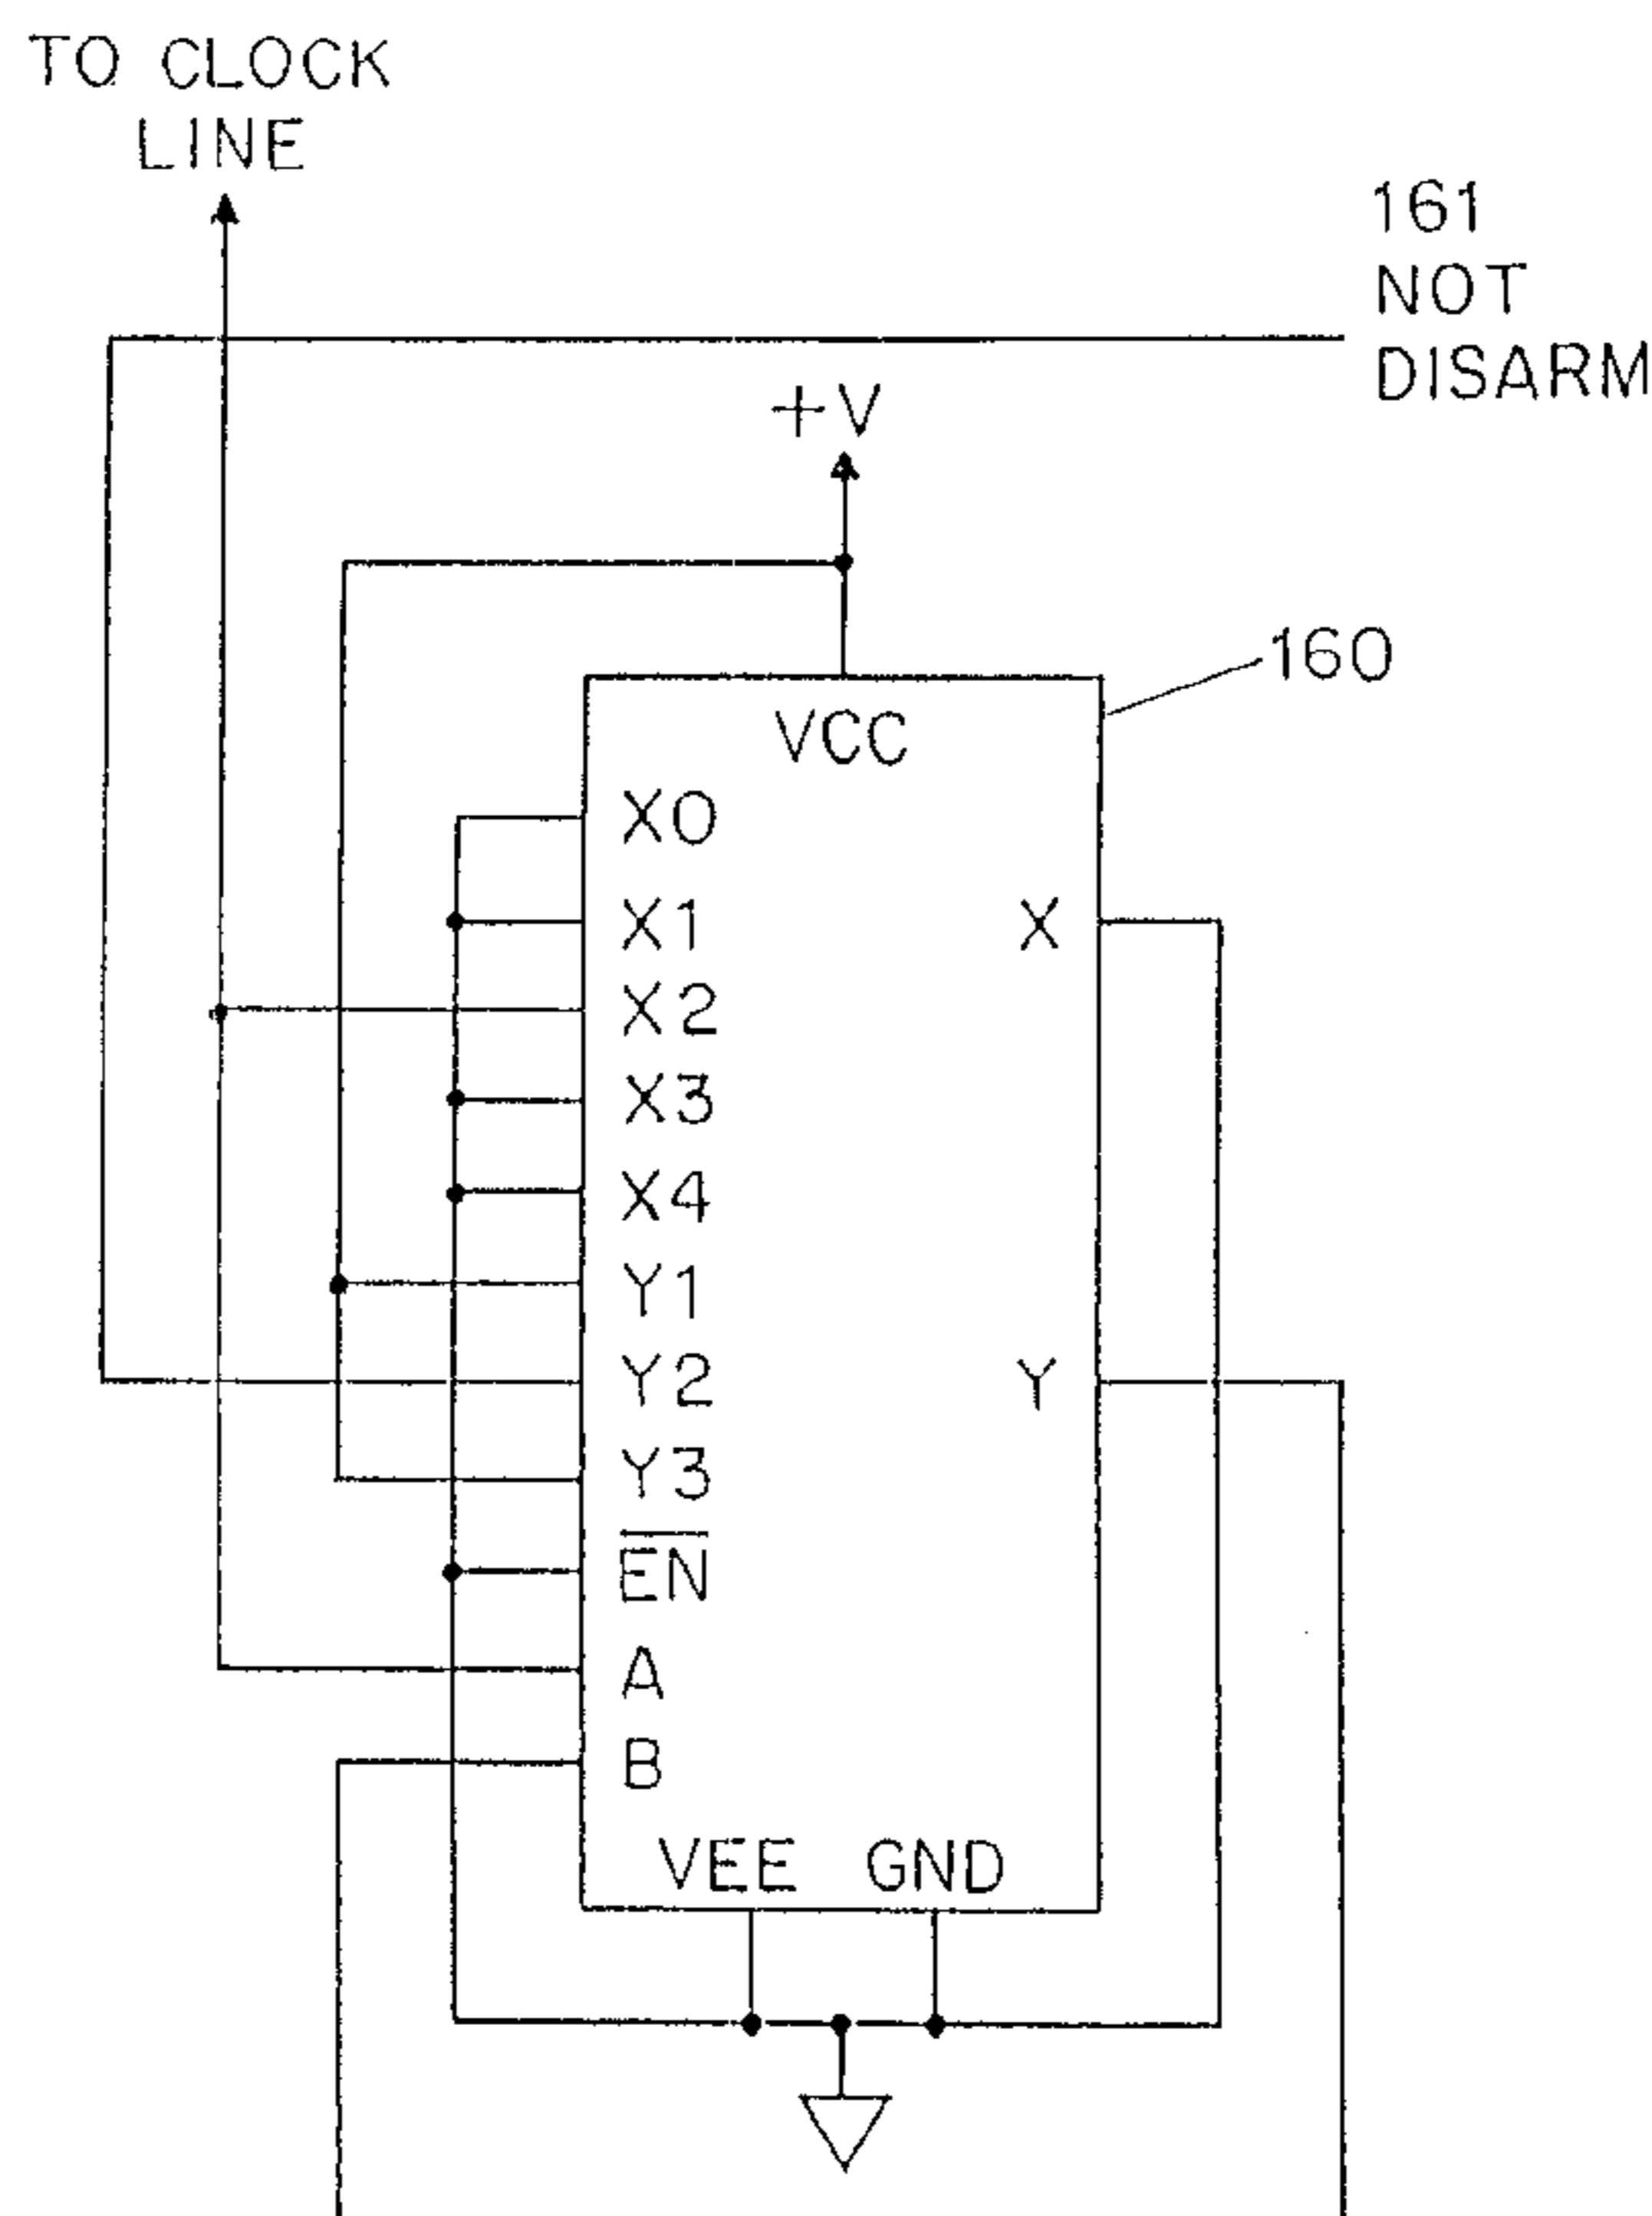 TO CLOCK
LINE
161
NOT
DISARM
+V
160
VCC
X0
X1
X
X2
X3
X4
Y1
Y2
Y
Y3
EN
A
B
VEE GND